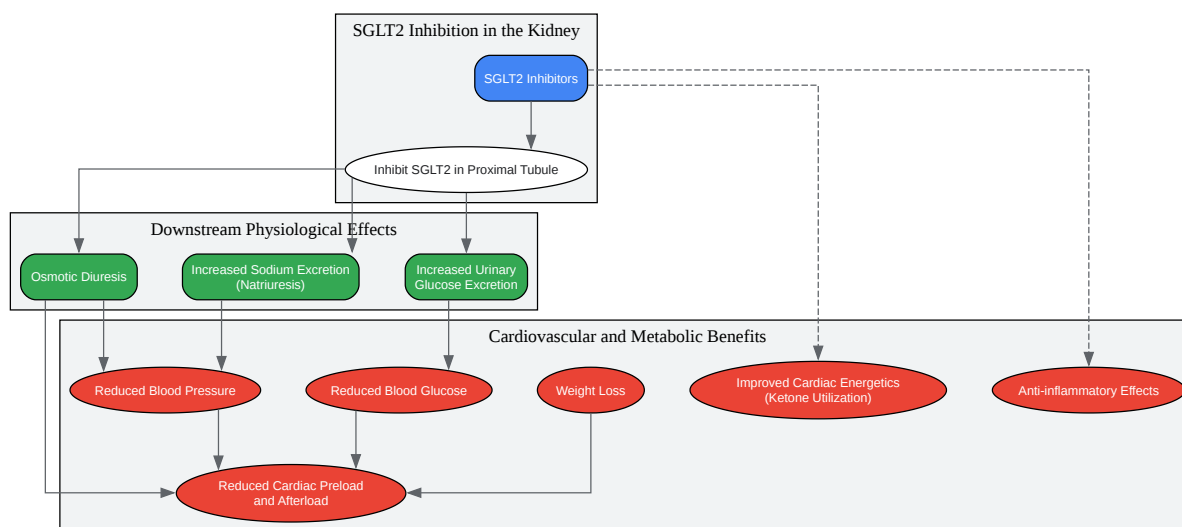 SGLT2 Inhibition in the Kidney
SGLT2 Inhibitors
Inhibit SGLT2 in Proximal Tubule
Downstream Physiological Effects
Osmotic Diuresis
Increased Sodium Excretion
(Natriuresis)
Increased Urinary
Glucose Excretion
Cardiovascular and Metabolic Benefits
Reduced Blood Pressure
Reduced Blood Glucose
Weight Loss
Improved Cardiac Energetics
(Ketone Utilization)
Anti-inflammatory Effects
Reduced Cardiac Preload
and Afterload